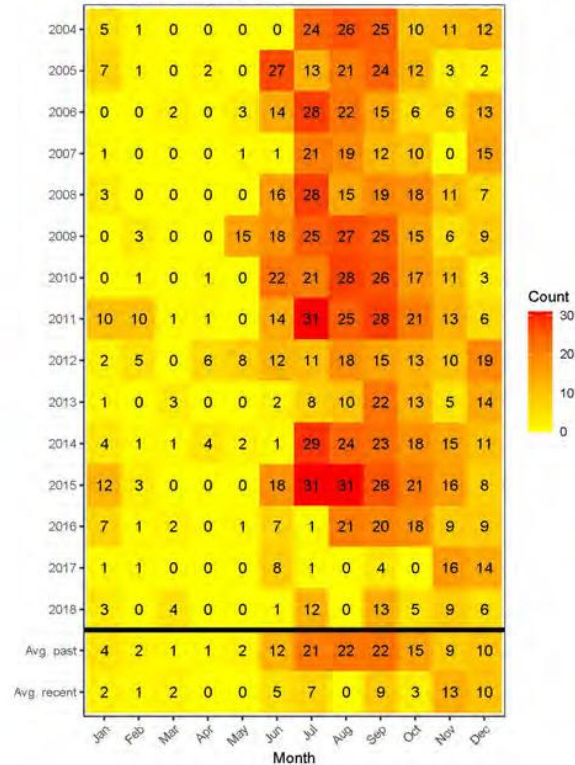 2004 5 1 0 0 0 0 24 26 25 10 11 12
2005 7 1 0 2 0 27 13 21 24 12 3 2
2006 0 0 2 0 3 14 28 22 15 6 6 13
2007 1 0 0 0 1 1 21 19 12 10 0 15
2008 3 0 0 0 0 16 28 15 19 18 11 7
2009 0 3 0 0 15 18 25 27 25 15 6 9
2010 0 1 0 1 0 22 21 28 26 17 11 3
2011 10 10 1 1 0 14 31 25 28 21 13 6
2012 2 5 0 6 8 12 11 18 15 13 10 19
2013 1 0 3 0 0 2 8 10 22 13 5 14
2014 4 1 1 4 2 1 29 24 23 18 15 11
2015 12 3 0 0 0 18 31 31 26 21 16 8
2016 7 1 2 0 1 7 1 21 20 18 9 9
2017 1 1 0 0 0 8 1 0 4 0 16 14
2018 3 0 4 0 0 1 12 0 13 5 9 6
Avg. past 4 2 1 1 2 12 21 22 22 15 9 10
Avg. recent 2 1 2 0 0 5 7 0 9 3 13 10
Jan Feb Mar Apr May Jun Jul Aug Sep Oct Nov Dec
Month
Count
30
20
10
0